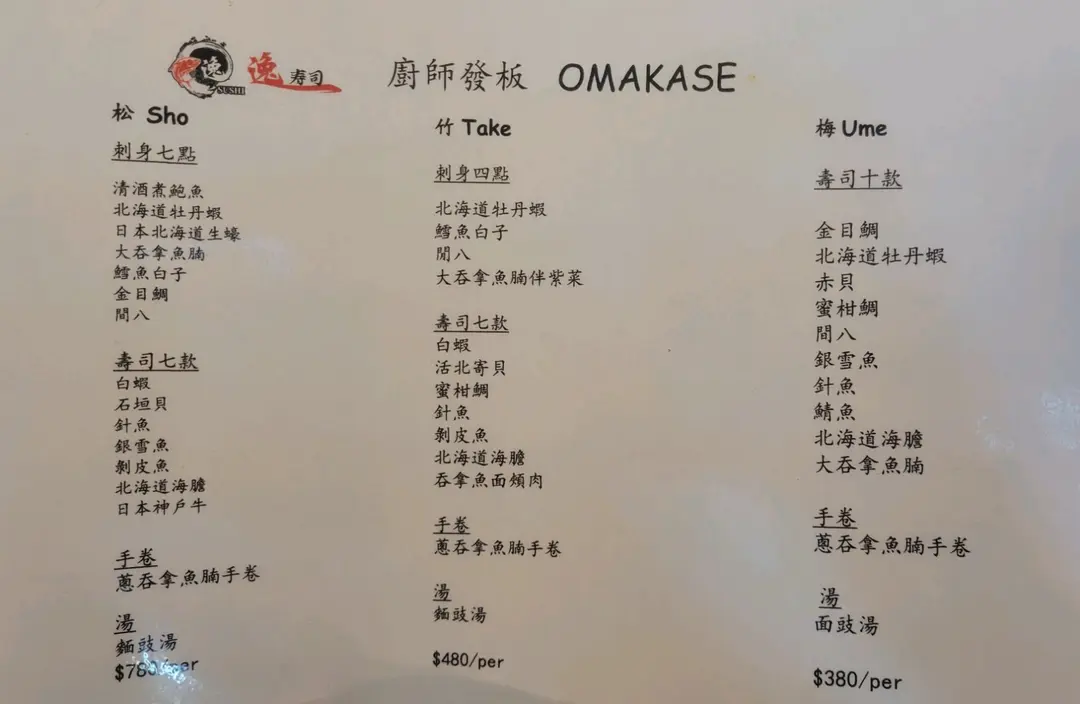 逸
SUSHI
逸 寿司
廚師發板 OMAKASE
松 Sho
刺身七點
清酒煮鮑魚
北海道牡丹蝦
日本北海道生蠔
大吞拿魚腩
鱈魚白子
金目鯛
間八
壽司七款
白蝦
石垣貝
針魚
銀雪魚
剝皮魚
北海道海膽
日本神戶牛
手卷
蔥吞拿魚腩手卷
湯
麵豉湯
$780/per
竹 Take
刺身四點
北海道牡丹蝦
鱈魚白子
閒八
大吞拿魚腩伴紫菜
壽司七款
白蝦
活北寄貝
蜜柑鯛
針魚
剝皮魚
北海道海膽
吞拿魚面頰肉
手卷
蔥吞拿魚腩手卷
湯
麵豉湯
$480/per
梅 Ume
壽司十款
金目鯛
北海道牡丹蝦
赤貝
蜜柑鯛
間八
銀雪魚
針魚
鯖魚
北海道海膽
大吞拿魚腩
手卷
蔥吞拿魚腩手卷
湯
面豉湯
$380/per